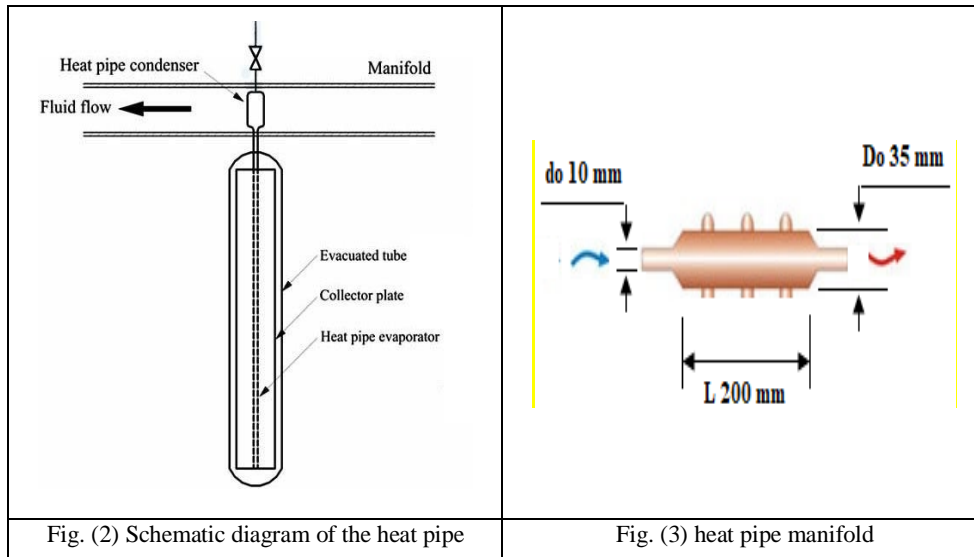 Heat pipe condenser
Manifold
Fluid flow
Evacuated tube
Collector plate
Heat pipe evaporator
Fig. (2) Schematic diagram of the heat pipe
do 10 mm
Do 35 mm
L 200 mm
Fig. (3) heat pipe manifold